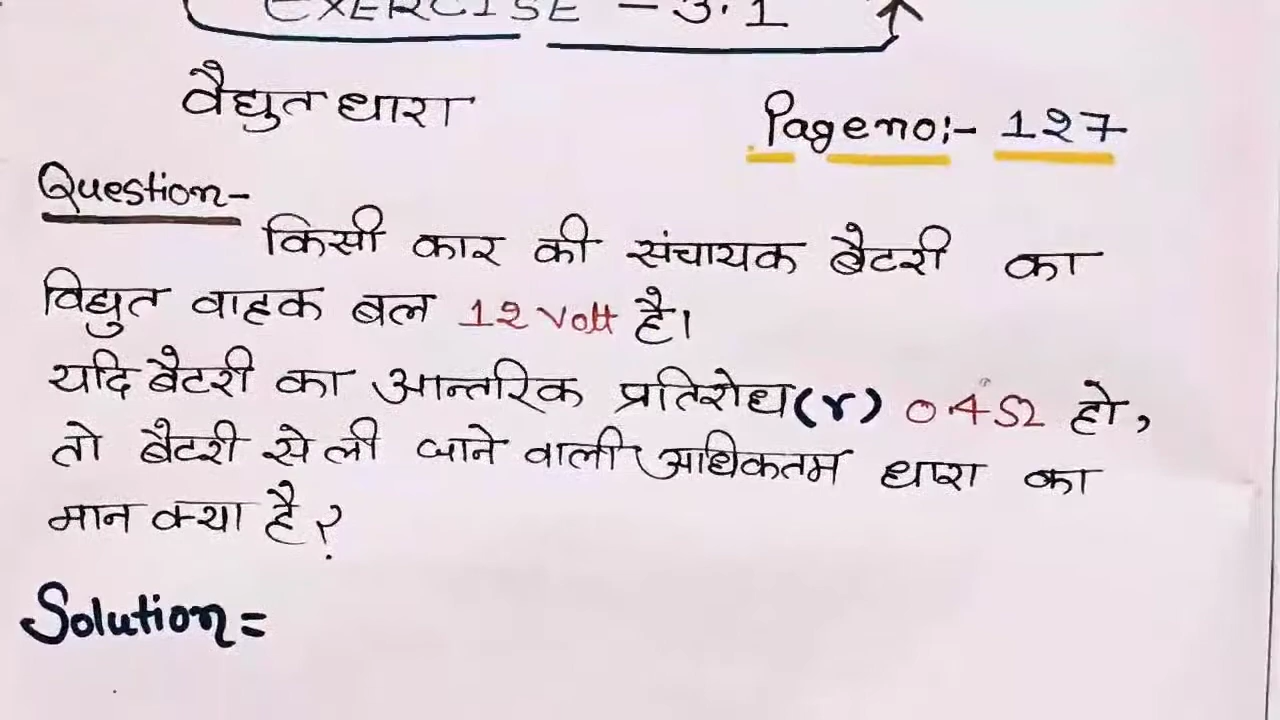 EXERCISE - 3.1
वैद्युत धारा
Page no:- 127
Question-
किसी कार की संचायक बैटरी का
विद्युत वाहक बल 12 Volt है।
यदि बैटरी का आन्तरिक प्रतिरोध (r) 0.4Ω हो,
तो बैटरी से ली जाने वाली अधिकतम धारा का
मान क्या है?
Solution=